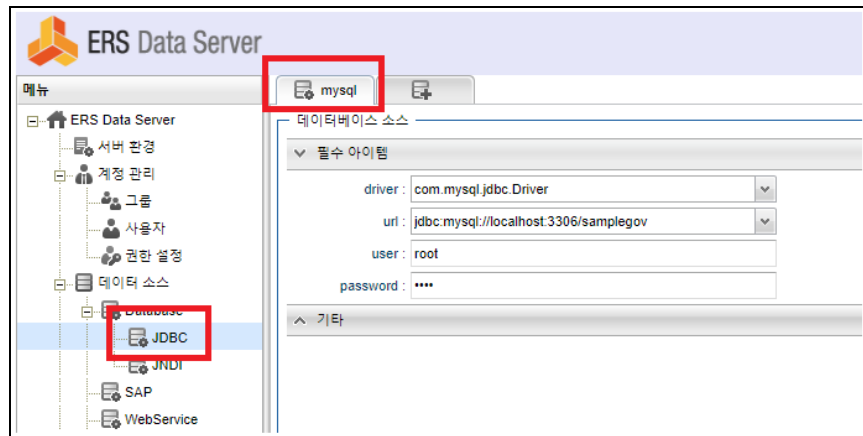 ERS Data Server
메뉴
ERS Data Server
서버 환경
계정 관리
그룹
사용자
권한 설정
데이터 소스
Database
JDBC
JNDI
SAP
WebService
mysql
데이터베이스 소스
필수 아이템
driver : com.mysql.jdbc.Driver
url : jdbc:mysql://localhost:3306/samplegov
user : root
password : ••••
기타